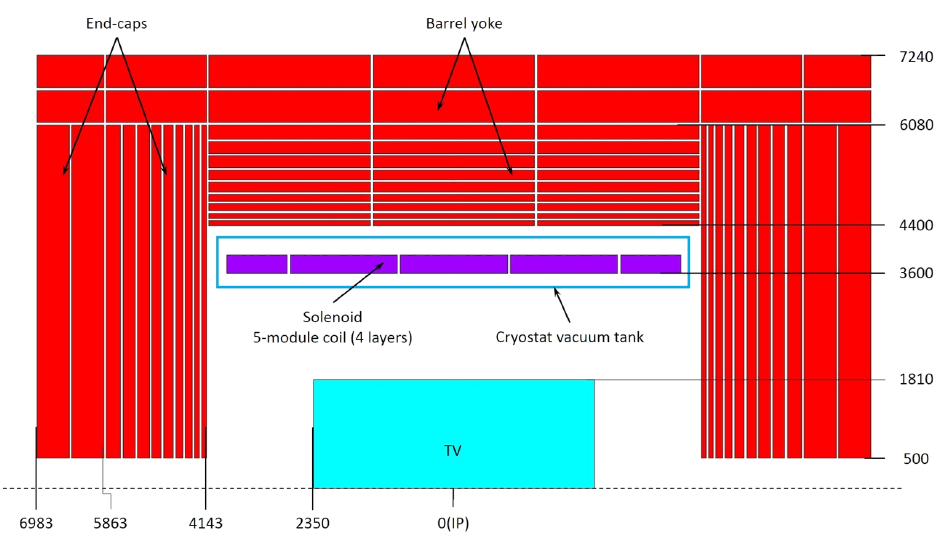 End-caps
Barrel yoke
7240
6080
4400
3600
Solenoid
5-module coil (4 layers)
Cryostat vacuum tank
1810
TV
500
6983
5863
4143
2350
0(IP)